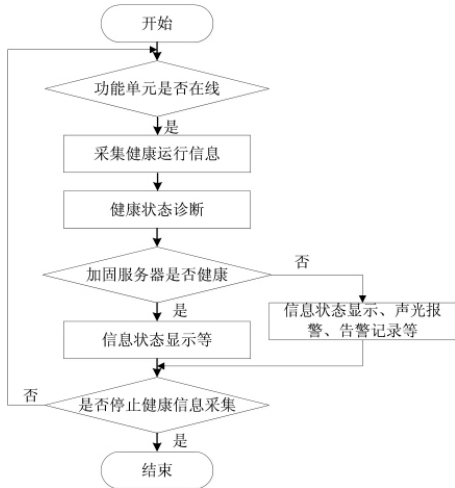 开始
功能单元是否在线
是
采集健康运行信息
健康状态诊断
加固服务器是否健康
否
是
信息状态显示等
信息状态显示、声光报
警、告警记录等
否
是否停止健康信息采集
是
结束